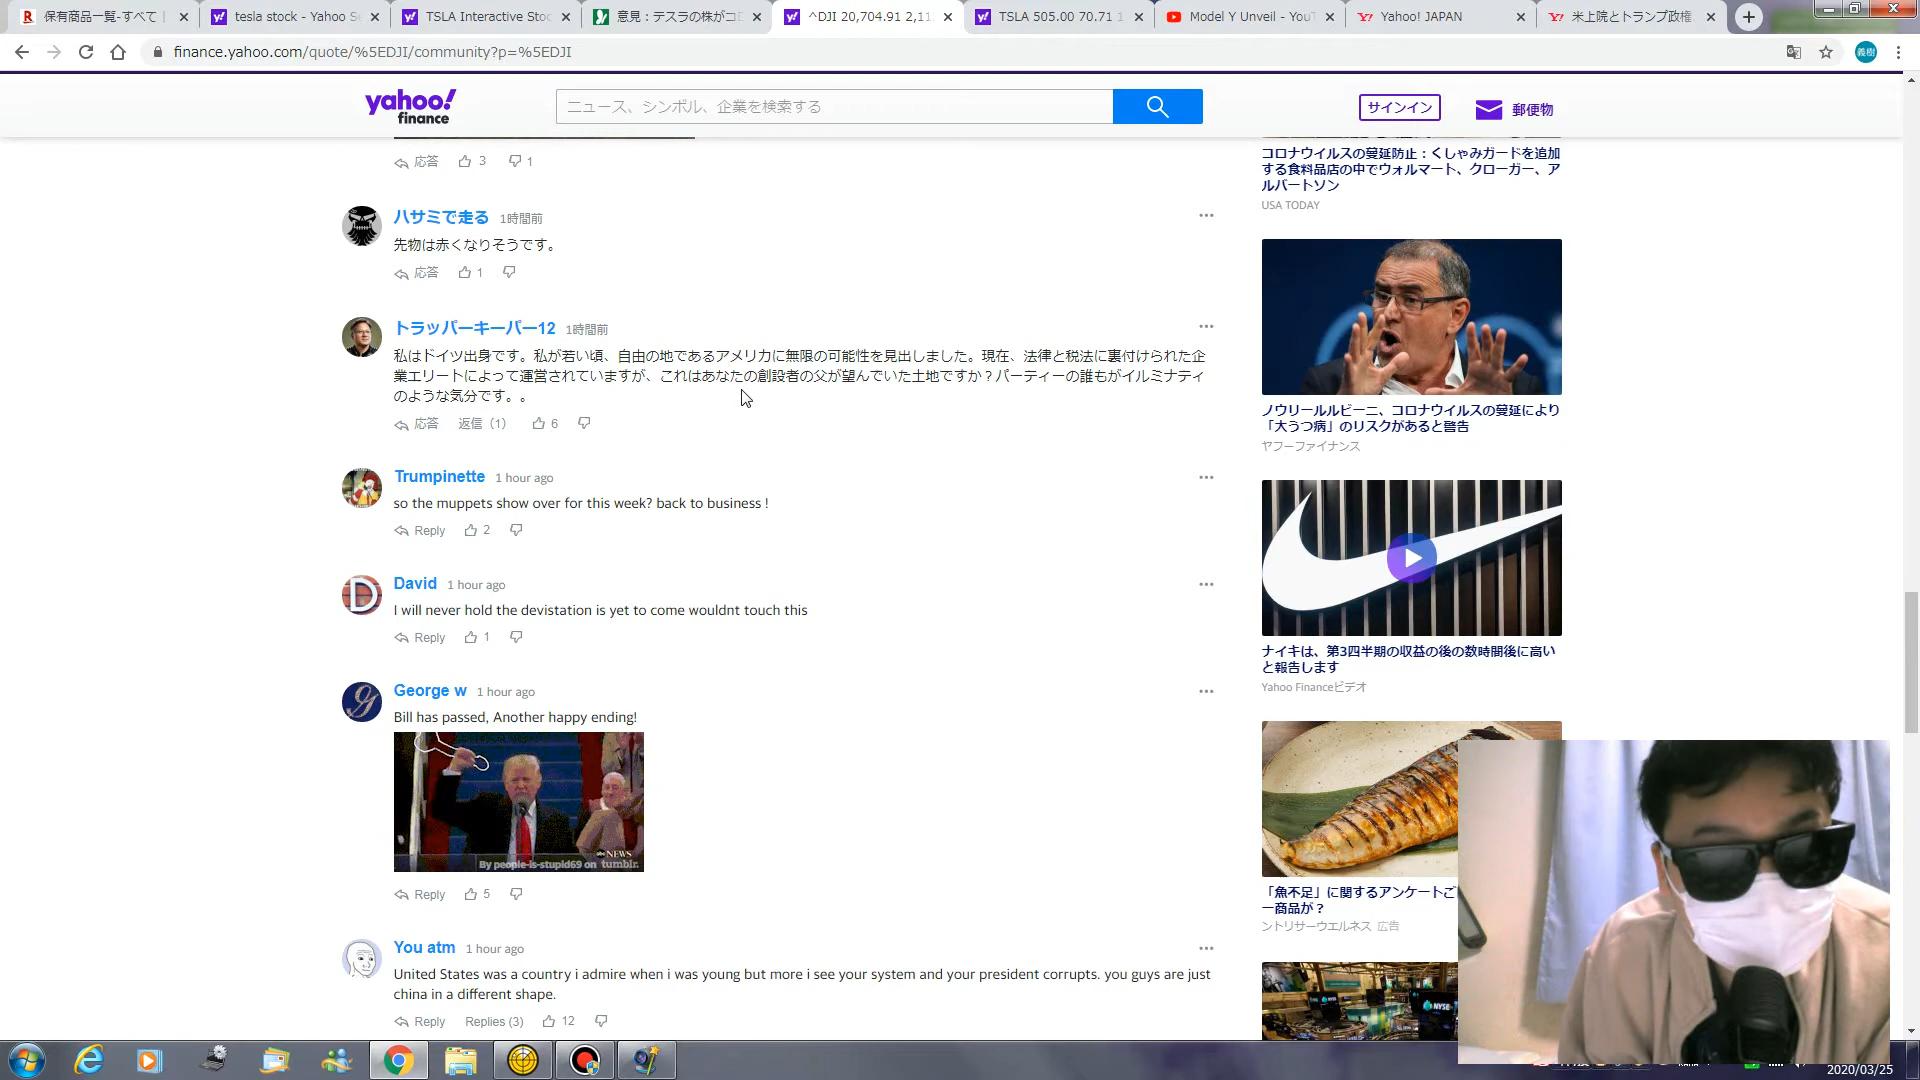 保有商品一覧-すべて |
tesla stock - Yahoo Se
TSLA Interactive Stoc
意見：テスラの株がコロ
^DJI 20,704.91 2,11
TSLA 505.00 70.71 1
Model Y Unveil - YouT
Yahoo! JAPAN
米上院とトランプ政権、
finance.yahoo.com/quote/%5EDJI/community?p=%5EDJI
義樹
yahoo!
finance
ニュース、シンボル、企業を検索する
サインイン
郵便物
応答 3 1
ハサミで走る 1時間前
先物は赤くなりそうです。
応答 1
トラッパーキーパー12 1時間前
私はドイツ出身です。私が若い頃、自由の地であるアメリカに無限の可能性を見出しました。現在、法律と税法に裏付けられた企
業エリートによって運営されていますが、これはあなたの創設者の父が望んでいた土地ですか？パーティーの誰もがイルミナティ
のような気分です。。
応答 返信（1） 6
Trumpinette 1 hour ago
so the muppets show over for this week? back to business !
Reply 2
David 1 hour ago
I will never hold the devistation is yet to come wouldnt touch this
Reply 1
George w 1 hour ago
Bill has passed, Another happy ending!
abc NEWS
By people-is-stupid69 on tumblr.
Reply 5
You atm 1 hour ago
United States was a country i admire when i was young but more i see your system and your president corrupts. you guys are just
china in a different shape.
Reply Replies (3) 12
コロナウイルスの蔓延防止：くしゃみガードを追加
する食料品店の中でウォルマート、クローガー、ア
ルバートソン
USA TODAY
ノウリールルビーニ、コロナウイルスの蔓延により
「大うつ病」のリスクがあると警告
ヤフーファイナンス
ナイキは、第3四半期の収益の後の数時間後に高い
と報告します
Yahoo Financeビデオ
「魚不足」に関するアンケートご
一商品が？
ントリサーウエルネス 広告
NYSE
2020/03/25